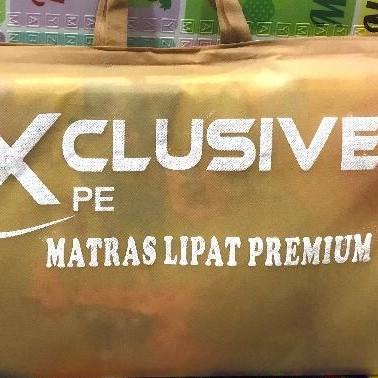 XCLUSIVE
PE
MATRAS LIPAT PREMIUM